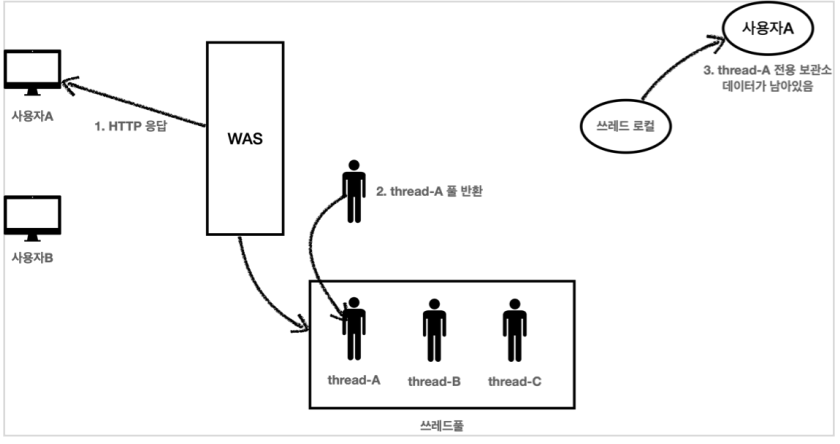 사용자A
3. thread-A 전용 보관소
데이터가 남아있음
쓰레드 로컬
사용자A
1. HTTP 응답
WAS
2. thread-A 풀 반환
사용자B
thread-A
thread-B
thread-C
쓰레드풀